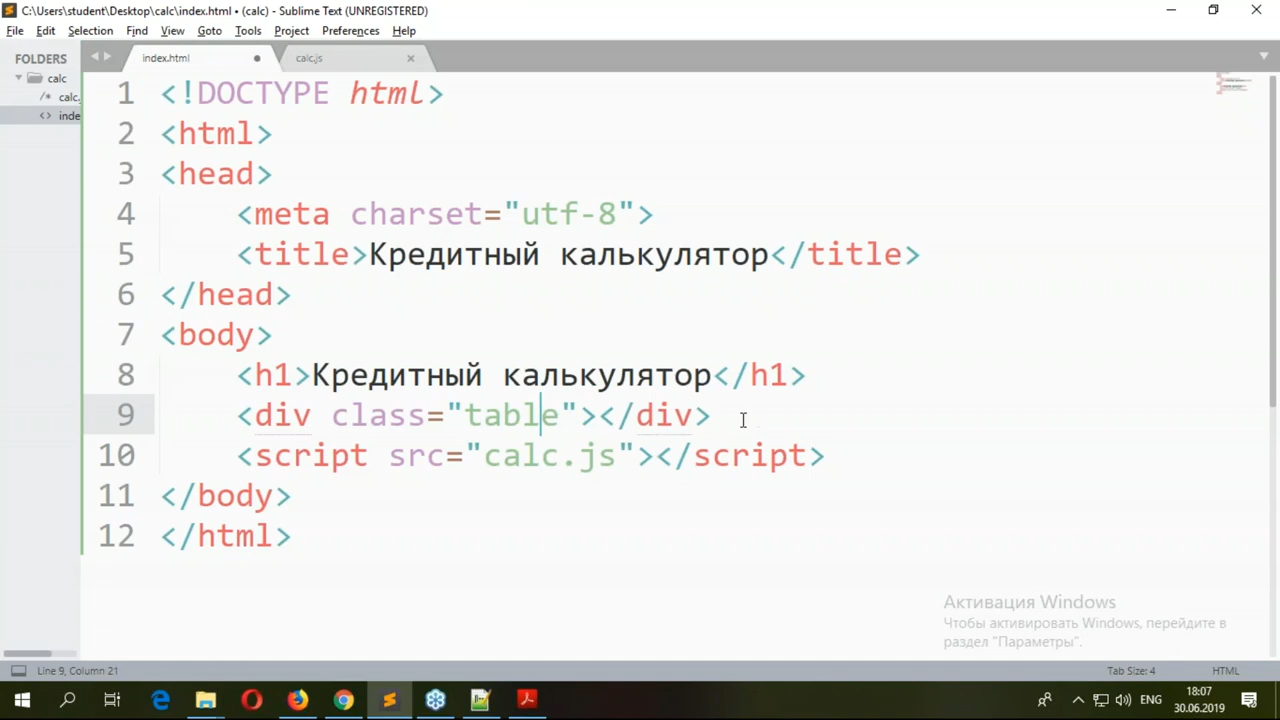 C:\Users\student\Desktop\calc\index.html • (calc) - Sublime Text (UNREGISTERED)
File Edit Selection Find View Goto Tools Project Preferences Help
FOLDERS
calc
/* calc.
<> inde
index.html
calc.js
1 <!DOCTYPE html>
2 <html>
3 <head>
4 <meta charset="utf-8">
5 <title>Кредитный калькулятор</title>
6 </head>
7 <body>
8 <h1>Кредитный калькулятор</h1>
9 <div class="table"></div>
10 <script src="calc.js"></script>
11 </body>
12 </html>
Активация Windows
Чтобы активировать Windows, перейдите в
раздел "Параметры".
Line 9, Column 21
Tab Size: 4
HTML
ENG
18:07
30.06.2019